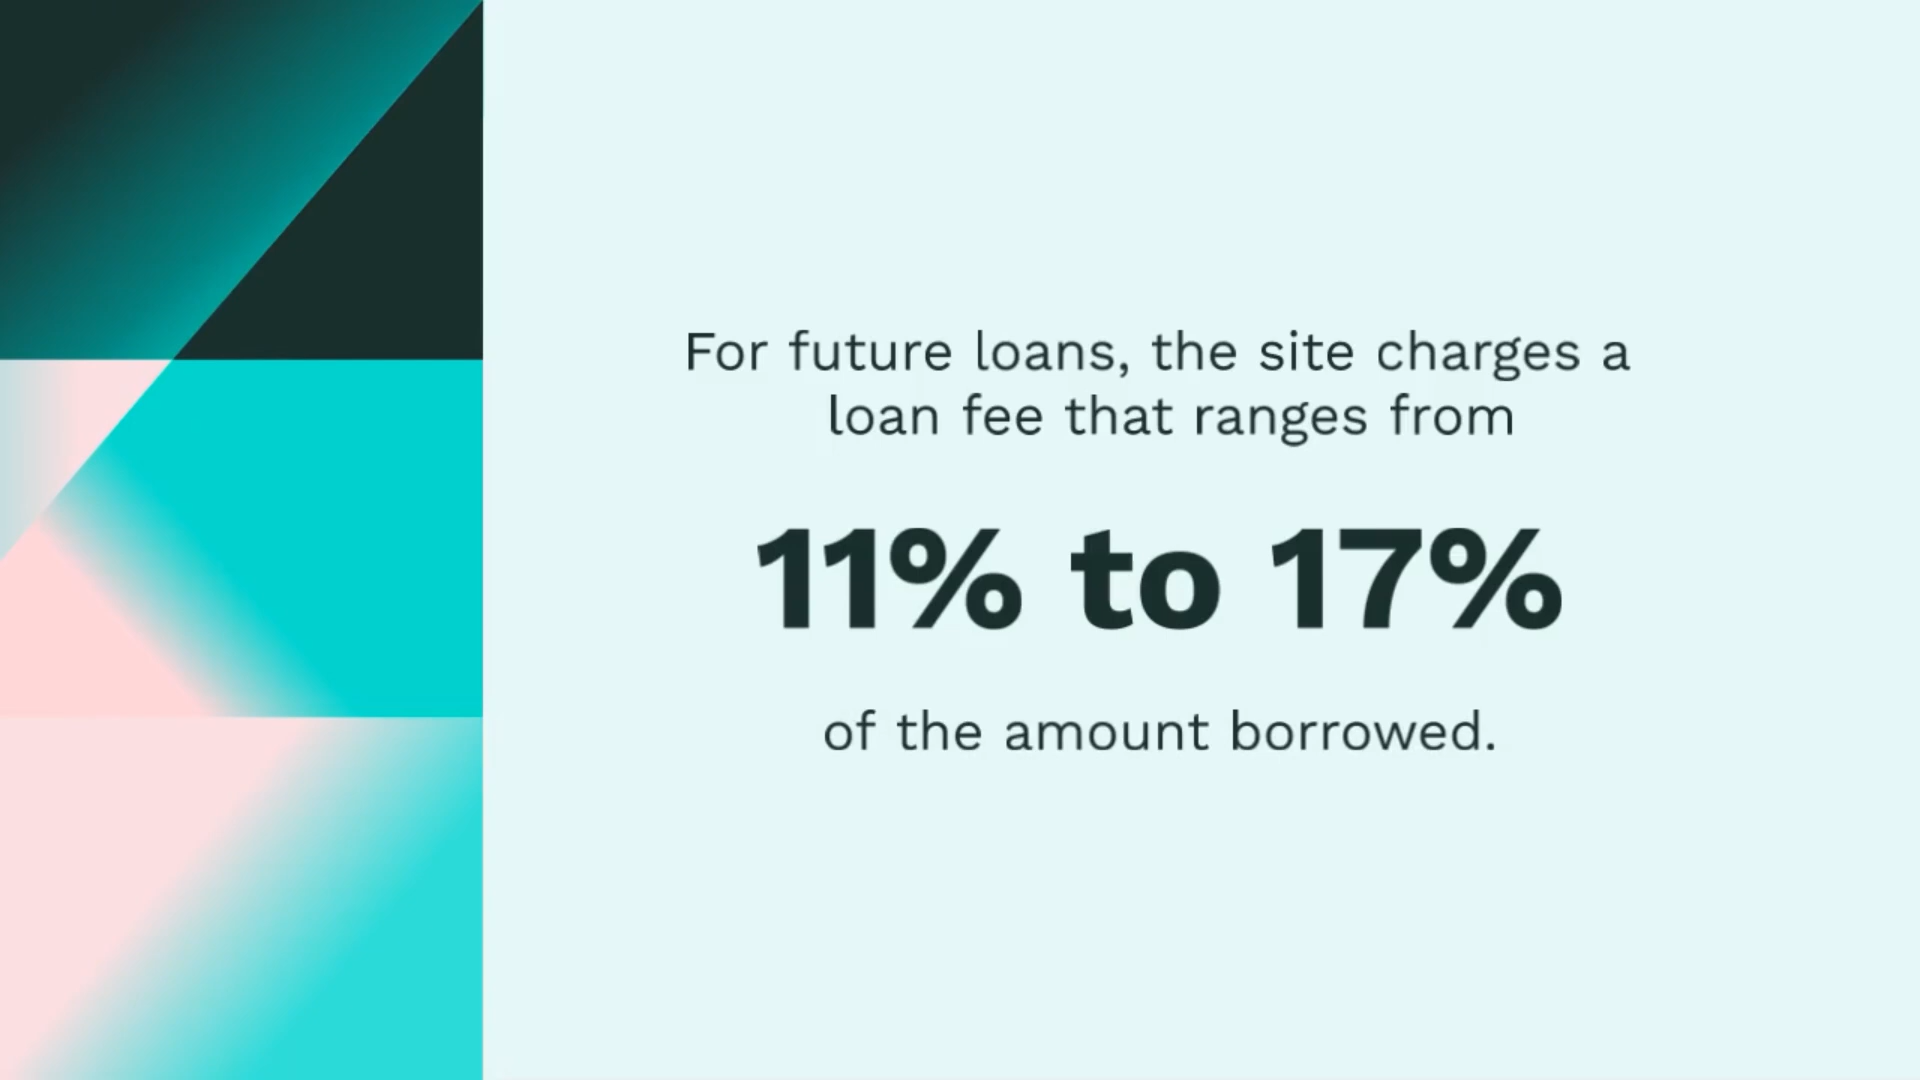 For future loans, the site charges a
loan fee that ranges from
11% to 17%
of the amount borrowed.